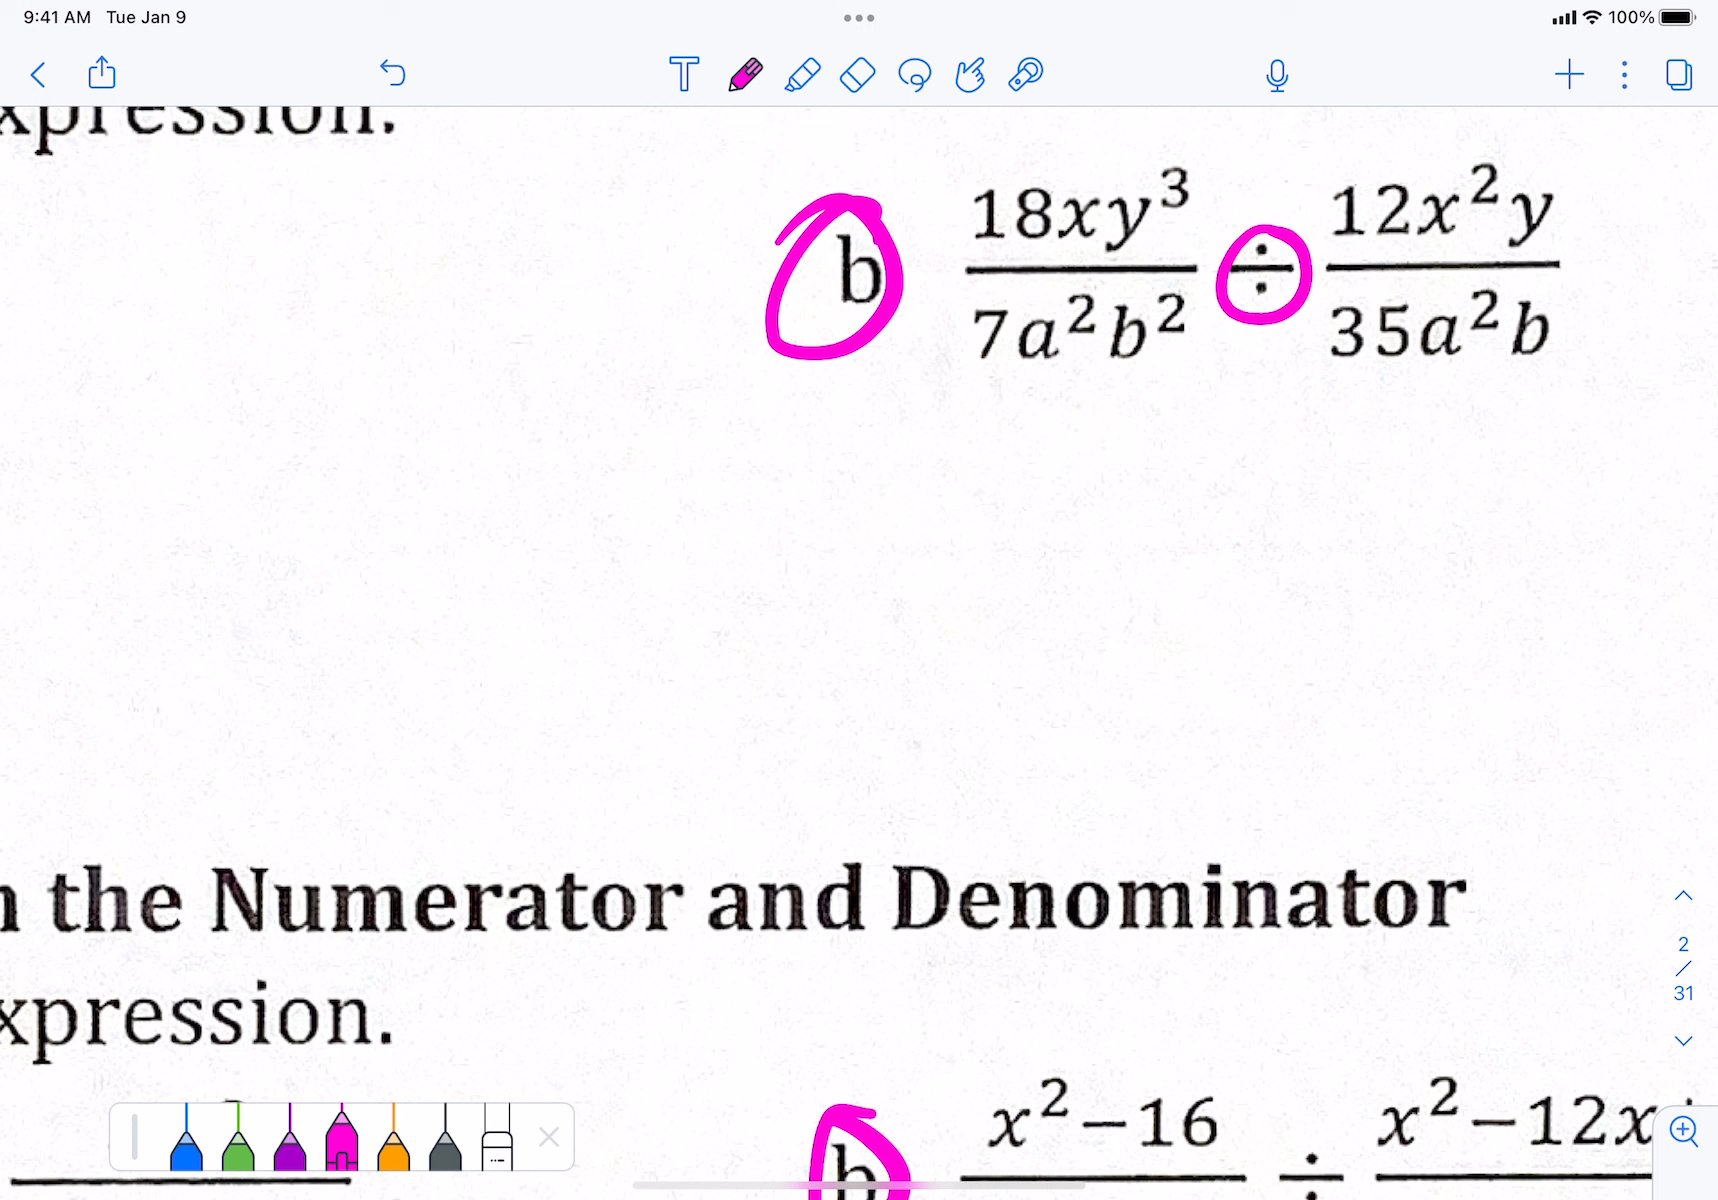 9:41 AM Tue Jan 9 100%
xpression.
b 18xy³/7a²b² ÷ 12x²y/35a²b
the Numerator and Denominator
xpression.
b x²−16 ÷ x²−12x
2
/
31